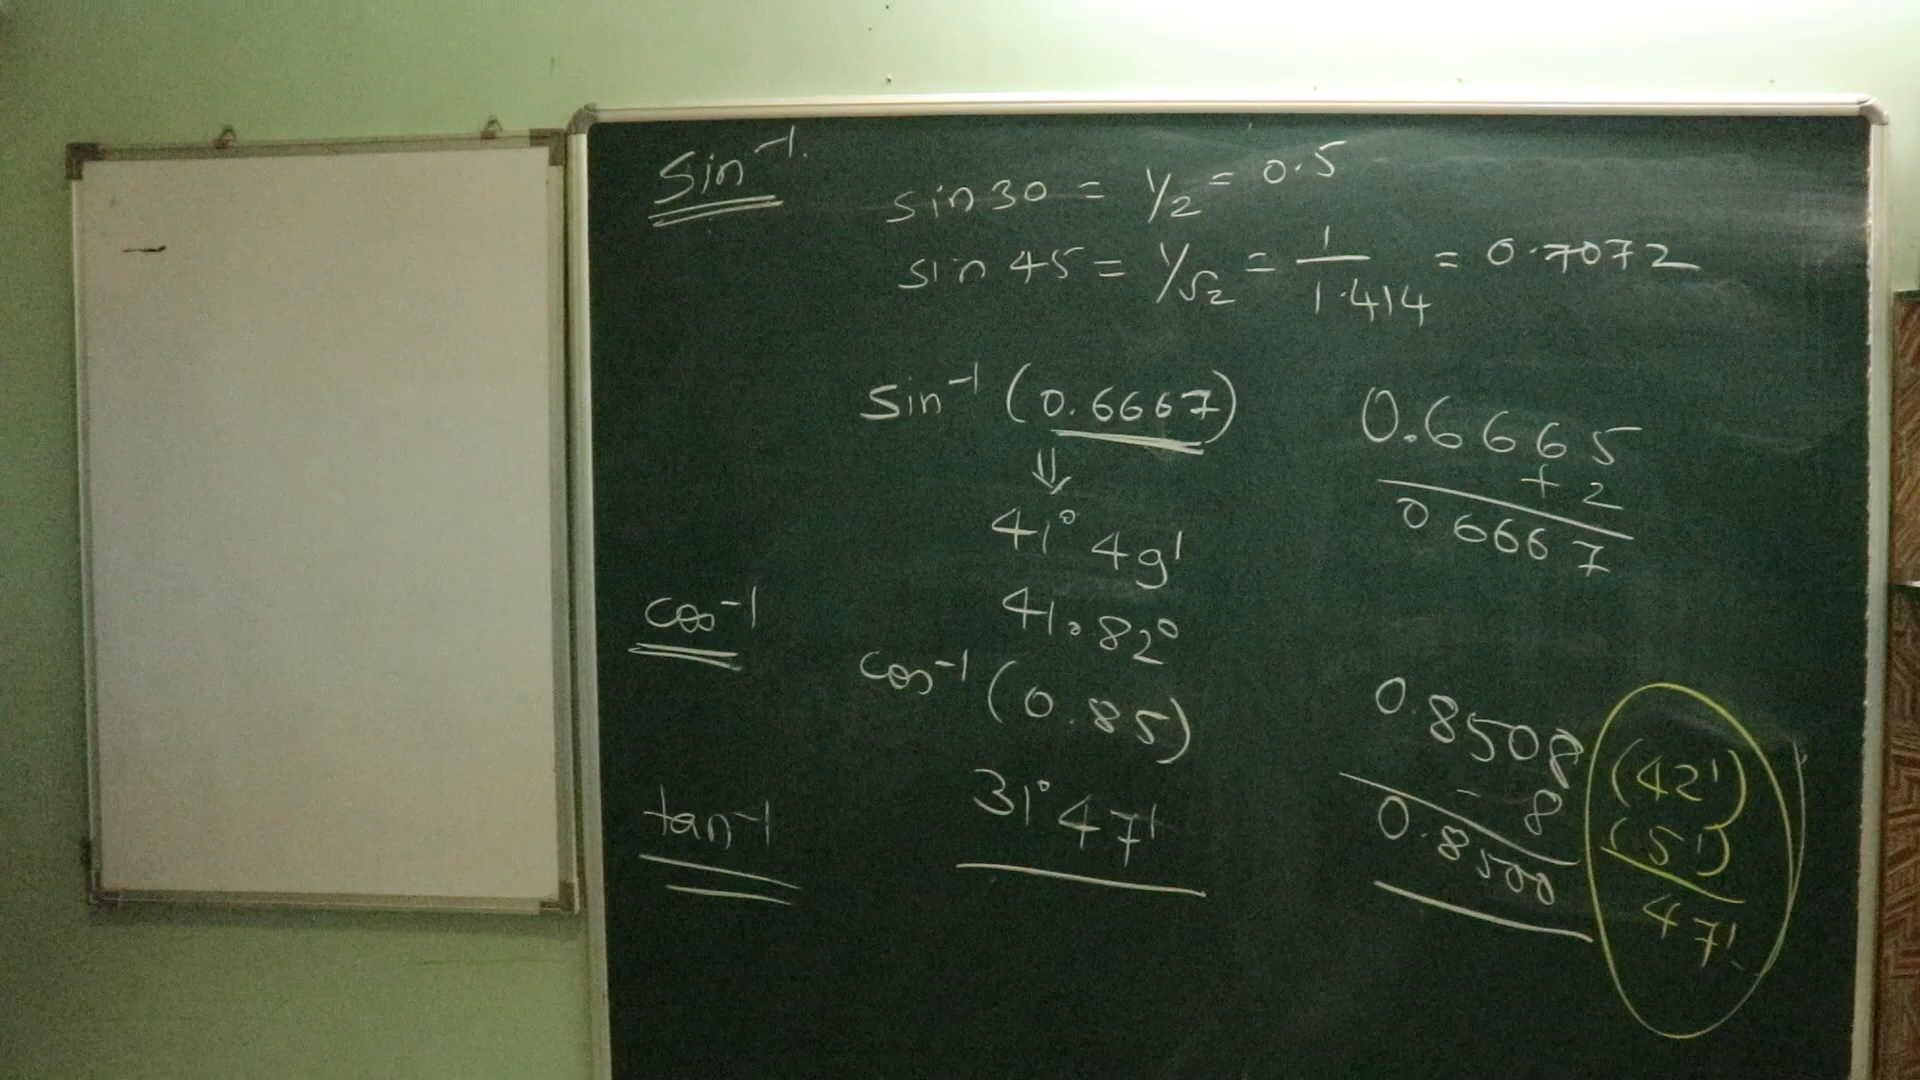 sin⁻¹.
sin 30 = 1/2 = 0.5
sin 45 = 1/√2 = 1/1.414 = 0.7072
sin⁻¹ (0.6667)
⇓
41° 49'
41.82°
0.6665
+ 2
0 6667
cos⁻¹
cos⁻¹ (0.85)
31° 47'
0.8508 (42')
- 8 (5')
0.8500 47'
tan⁻¹